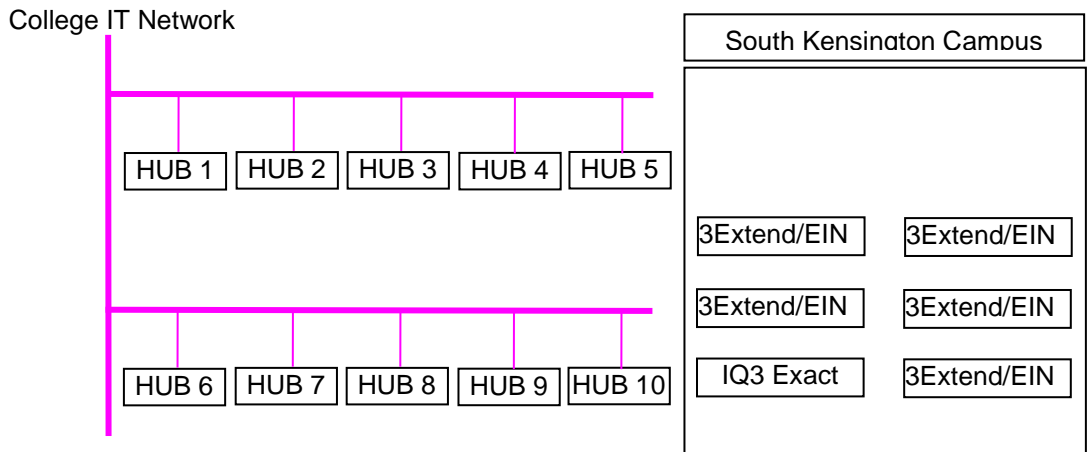 College IT Network
South Kensington Campus
HUB 1
HUB 2
HUB 3
HUB 4
HUB 5
3Extend/EIN
3Extend/EIN
3Extend/EIN
3Extend/EIN
HUB 6
HUB 7
HUB 8
HUB 9
HUB 10
IQ3 Exact
3Extend/EIN